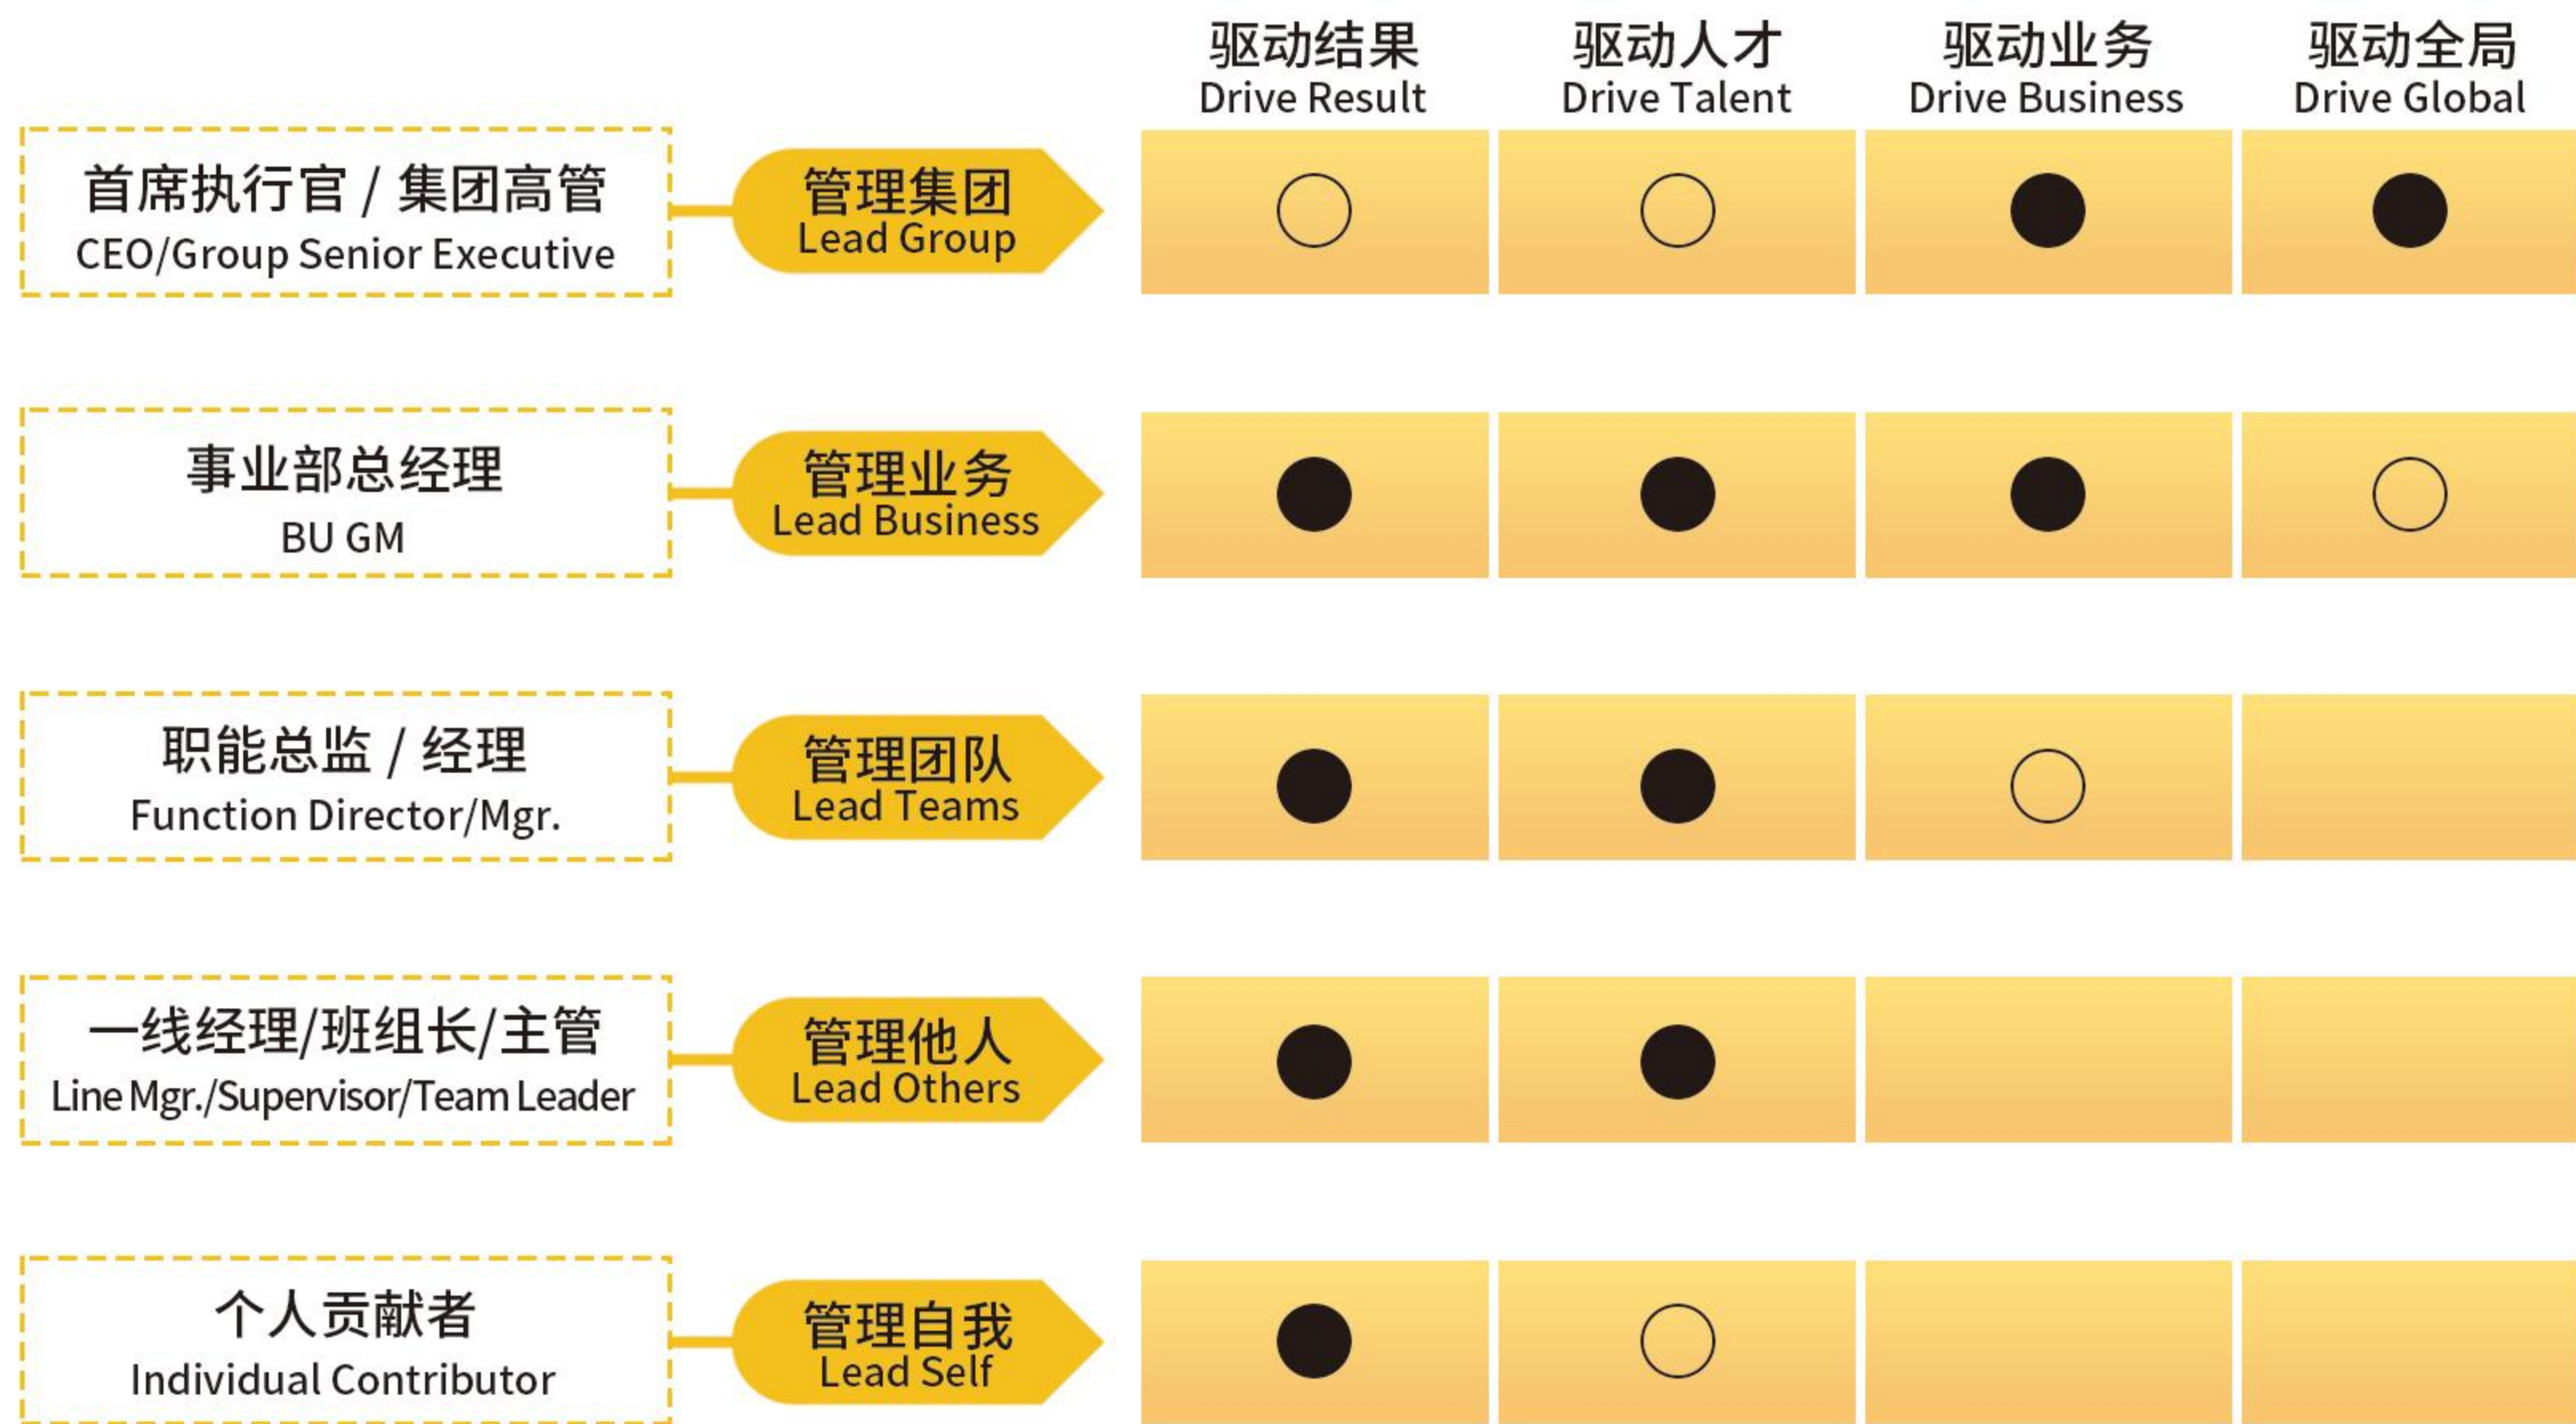 驱动结果
Drive Result
驱动人才
Drive Talent
驱动业务
Drive Business
驱动全局
Drive Global
首席执行官 / 集团高管
CEO/Group Senior Executive
管理集团
Lead Group
事业部总经理
BU GM
管理业务
Lead Business
职能总监 / 经理
Function Director/Mgr.
管理团队
Lead Teams
一线经理/班组长/主管
Line Mgr./Supervisor/Team Leader
管理他人
Lead Others
个人贡献者
Individual Contributor
管理自我
Lead Self